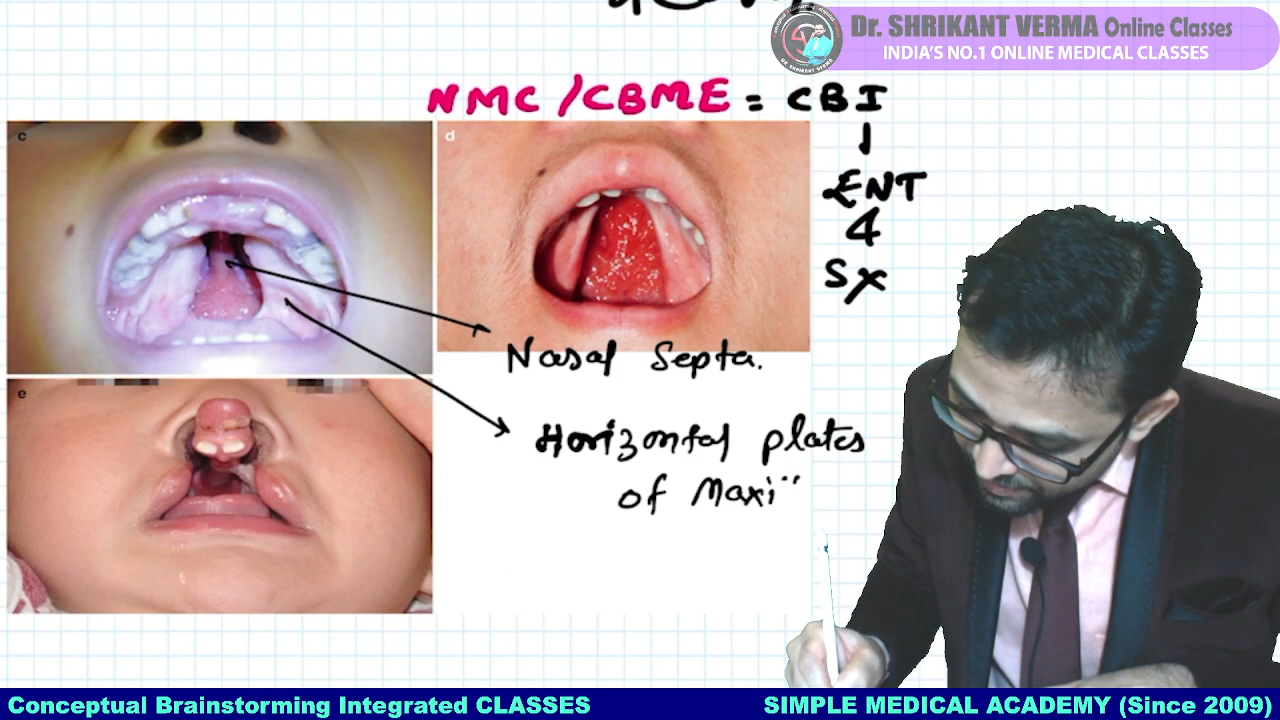 Dr. SHRIKANT VERMA Online Classes
INDIA'S NO.1 ONLINE MEDICAL CLASSES
NMC/CBME = CBI
ENT
4
Sx
c
d
Nasal Septa.
e
Horizontal plates
of Maxi"
Conceptual Brainstorming Integrated CLASSES
SIMPLE MEDICAL ACADEMY (Since 2009)